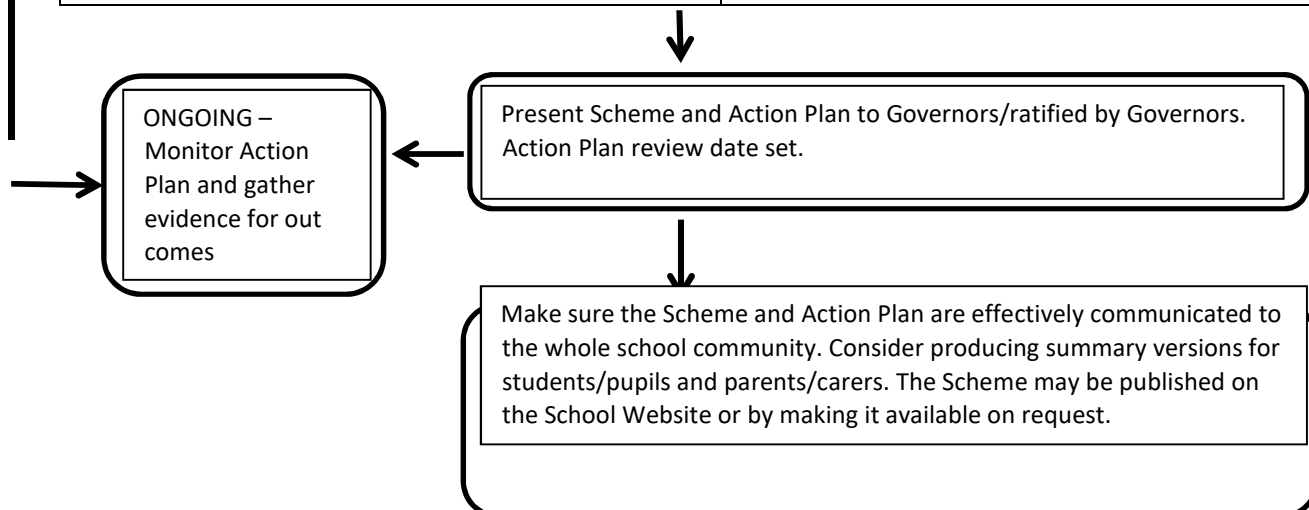 ONGOING –
Monitor Action
Plan and gather
evidence for out
comes
Present Scheme and Action Plan to Governors/ratified by Governors.
Action Plan review date set.
Make sure the Scheme and Action Plan are effectively communicated to
the whole school community. Consider producing summary versions for
students/pupils and parents/carers. The Scheme may be published on
the School Website or by making it available on request.